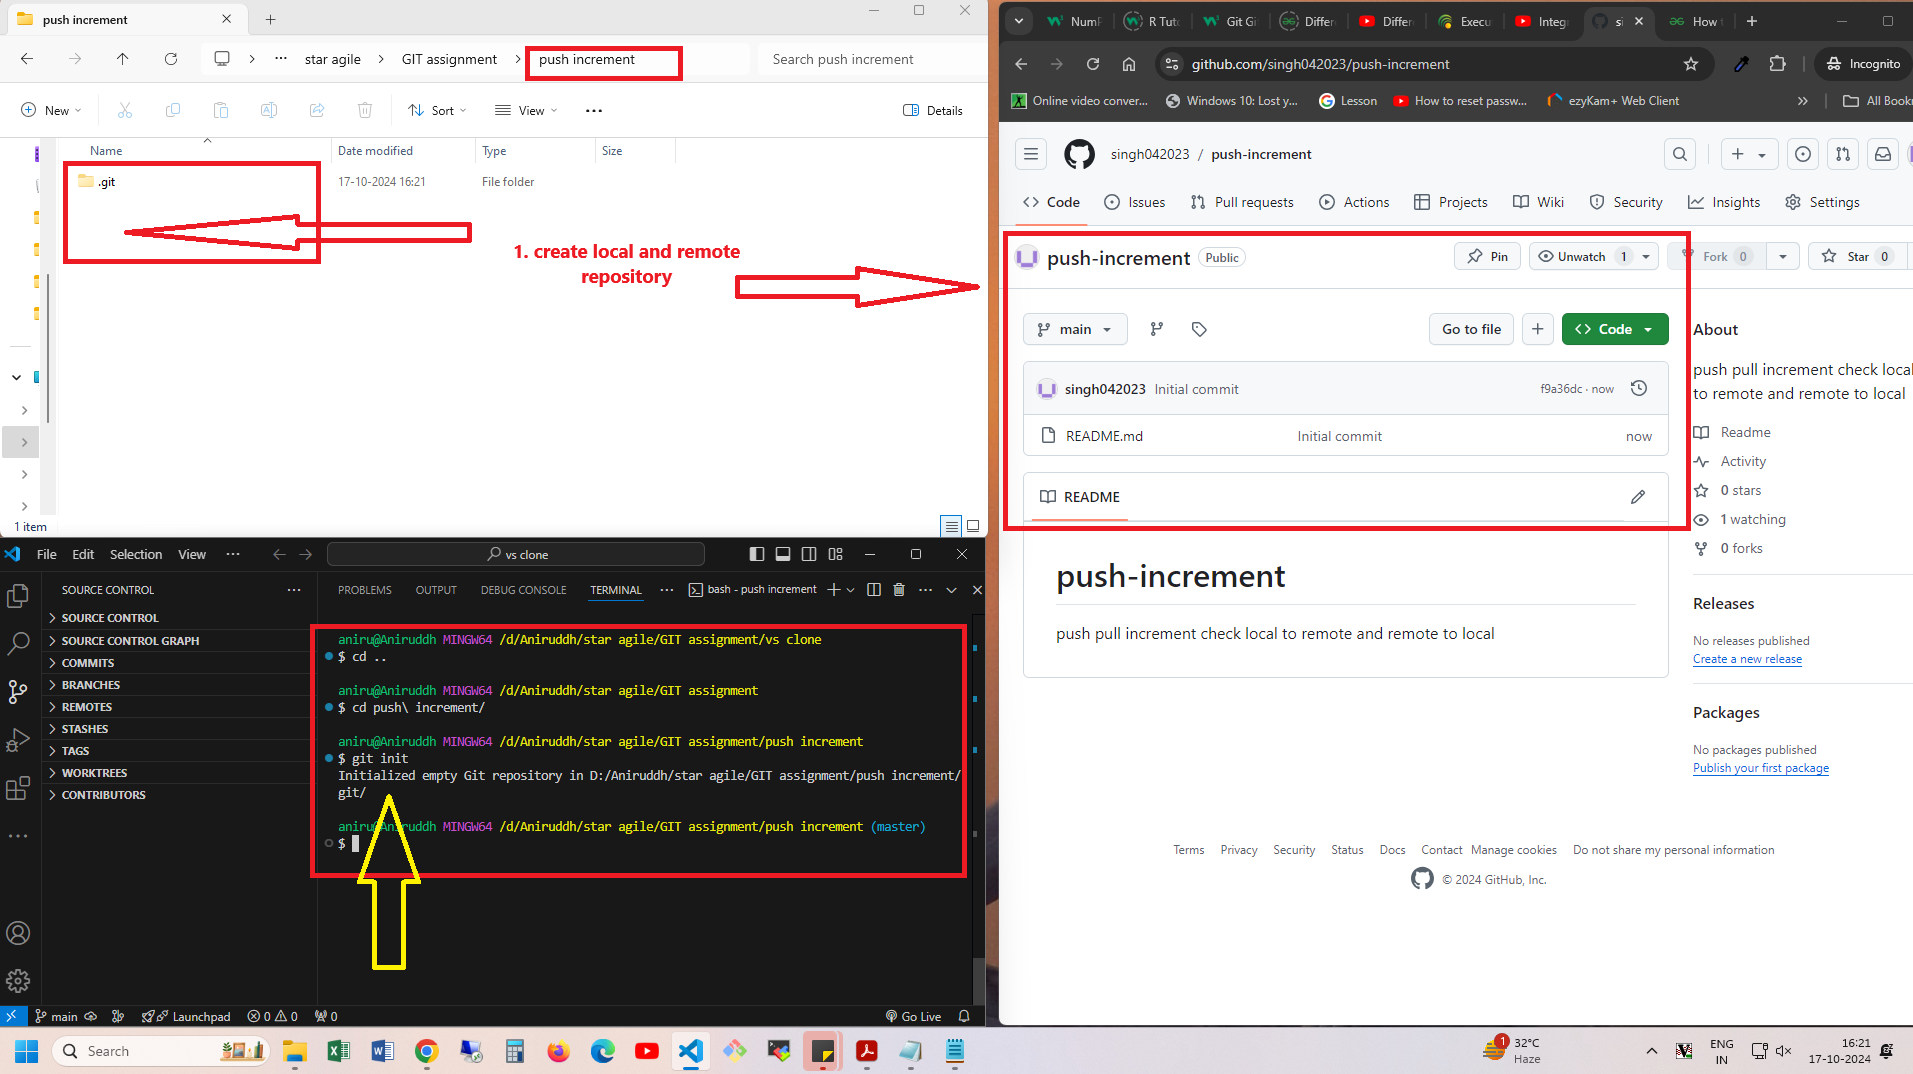 push increment
star agile
GIT assignment
push increment
Search push increment
New
Sort
View
Details
Name
Date modified
Type
Size
.git
17-10-2024 16:21
File folder
1. create local and remote
repository
1 item
File Edit Selection View
vs clone
SOURCE CONTROL
SOURCE CONTROL
SOURCE CONTROL GRAPH
COMMITS
BRANCHES
REMOTES
STASHES
TAGS
WORKTREES
CONTRIBUTORS
PROBLEMS OUTPUT DEBUG CONSOLE TERMINAL
bash - push increment
aniru@Aniruddh MINGW64 /d/Aniruddh/star agile/GIT assignment/vs clone
$ cd ..
aniru@Aniruddh MINGW64 /d/Aniruddh/star agile/GIT assignment
$ cd push\ increment/
aniru@Aniruddh MINGW64 /d/Aniruddh/star agile/GIT assignment/push increment
$ git init
Initialized empty Git repository in D:/Aniruddh/star agile/GIT assignment/push increment/
git/
aniru@Aniruddh MINGW64 /d/Aniruddh/star agile/GIT assignment/push increment (master)
$
main
Launchpad
0 0
0
Go Live
NumP
R Tuto
Git Gi
Differ
Differ
Execu
Integr
si
How t
github.com/singh042023/push-increment
Incognito
Online video conver...
Windows 10: Lost y...
Lesson
How to reset passw...
ezyKam+ Web Client
All Book
singh042023 / push-increment
Code
Issues
Pull requests
Actions
Projects
Wiki
Security
Insights
Settings
push-increment Public
Pin
Unwatch 1
Fork 0
Star 0
main
Go to file
Code
singh042023 Initial commit
f9a36dc · now
README.md
Initial commit
now
README
push-increment
push pull increment check local to remote and remote to local
About
push pull increment check local
to remote and remote to local
Readme
Activity
0 stars
1 watching
0 forks
Releases
No releases published
Create a new release
Packages
No packages published
Publish your first package
Terms Privacy Security Status Docs Contact Manage cookies Do not share my personal information
© 2024 GitHub, Inc.
Search
1
32°C
Haze
ENG
IN
16:21
17-10-2024